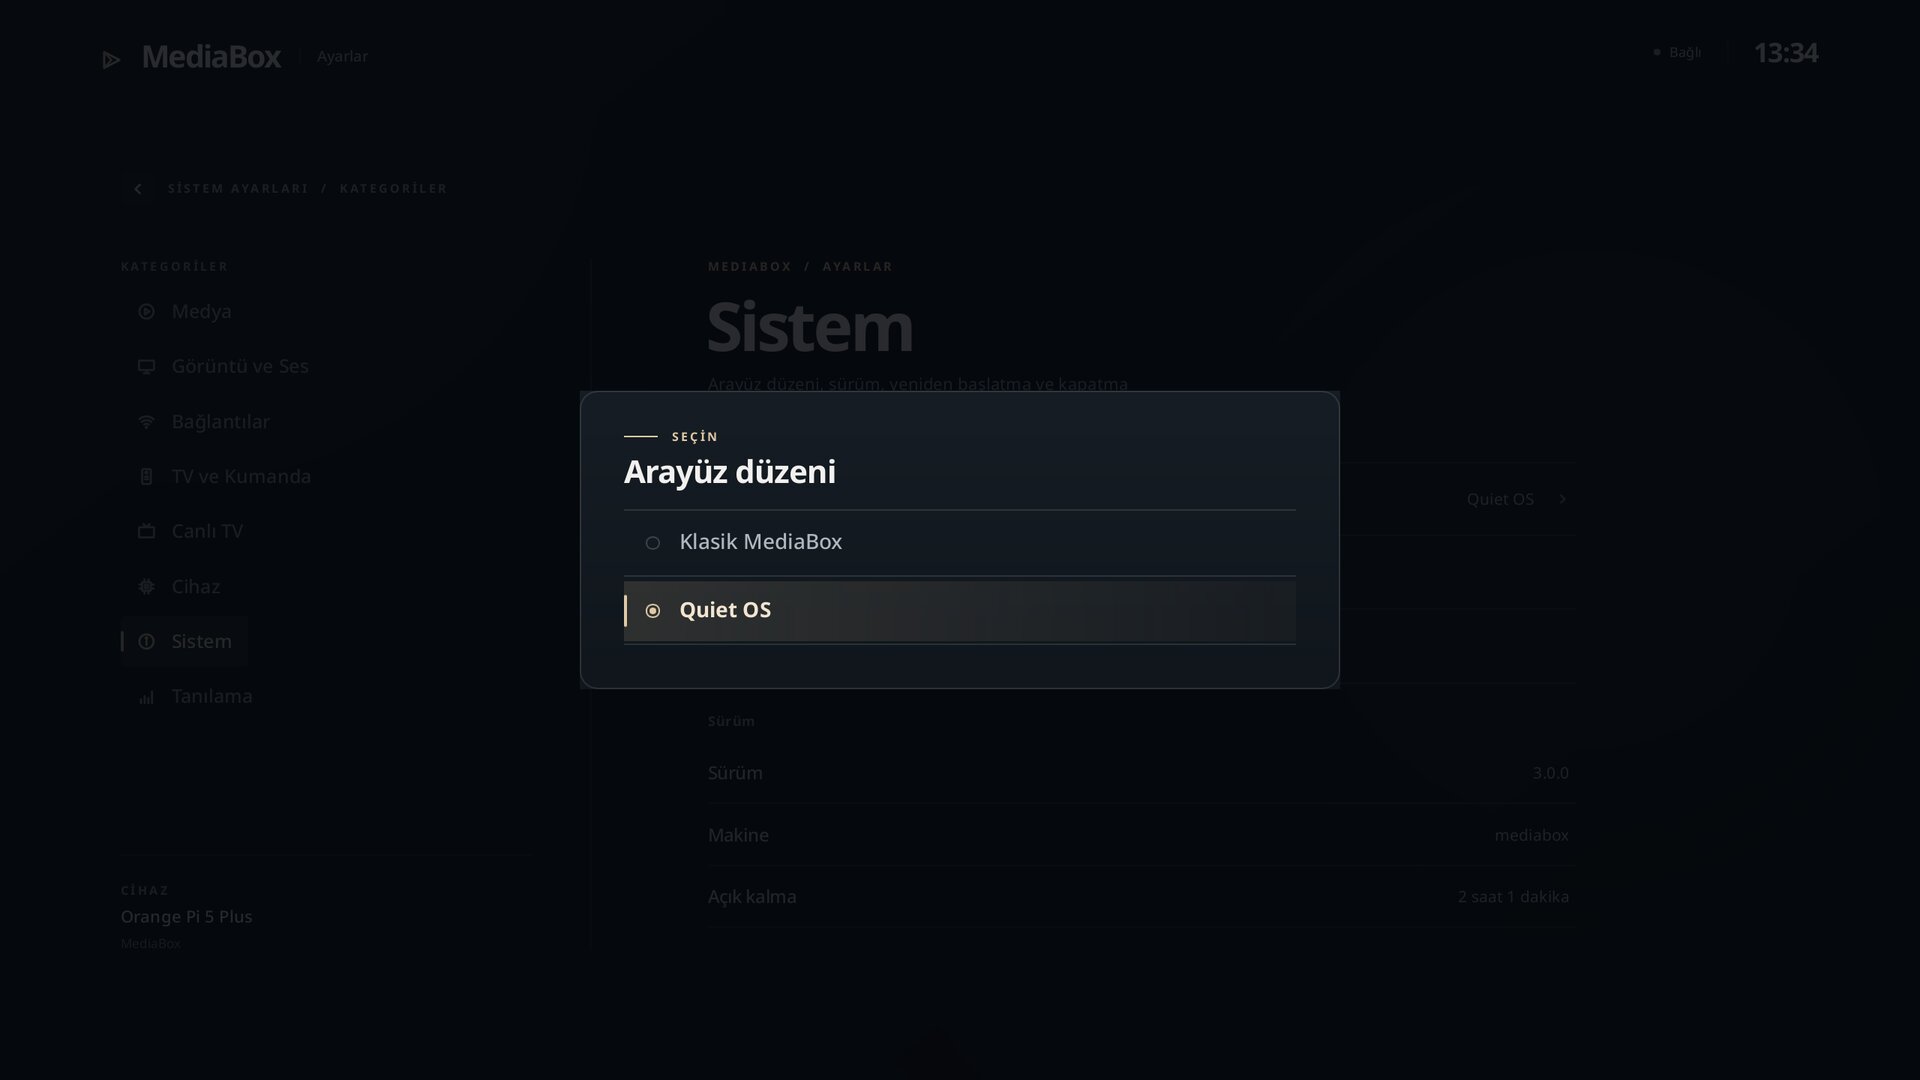 MediaBox
Ayarlar
Bağlı
13:34
SİSTEM AYARLARI / KATEGORİLER
KATEGORİLER
Medya
Görüntü ve Ses
Bağlantılar
TV ve Kumanda
Canlı TV
Cihaz
Sistem
Tanılama
CİHAZ
Orange Pi 5 Plus
MediaBox
MEDIABOX / AYARLAR
Sistem
Arayüz düzeni, sürüm, yeniden başlatma ve kapatma
Quiet OS
SEÇİN
Arayüz düzeni
Klasik MediaBox
Quiet OS
Sürüm
Sürüm
3.0.0
Makine
mediabox
Açık kalma
2 saat 1 dakika